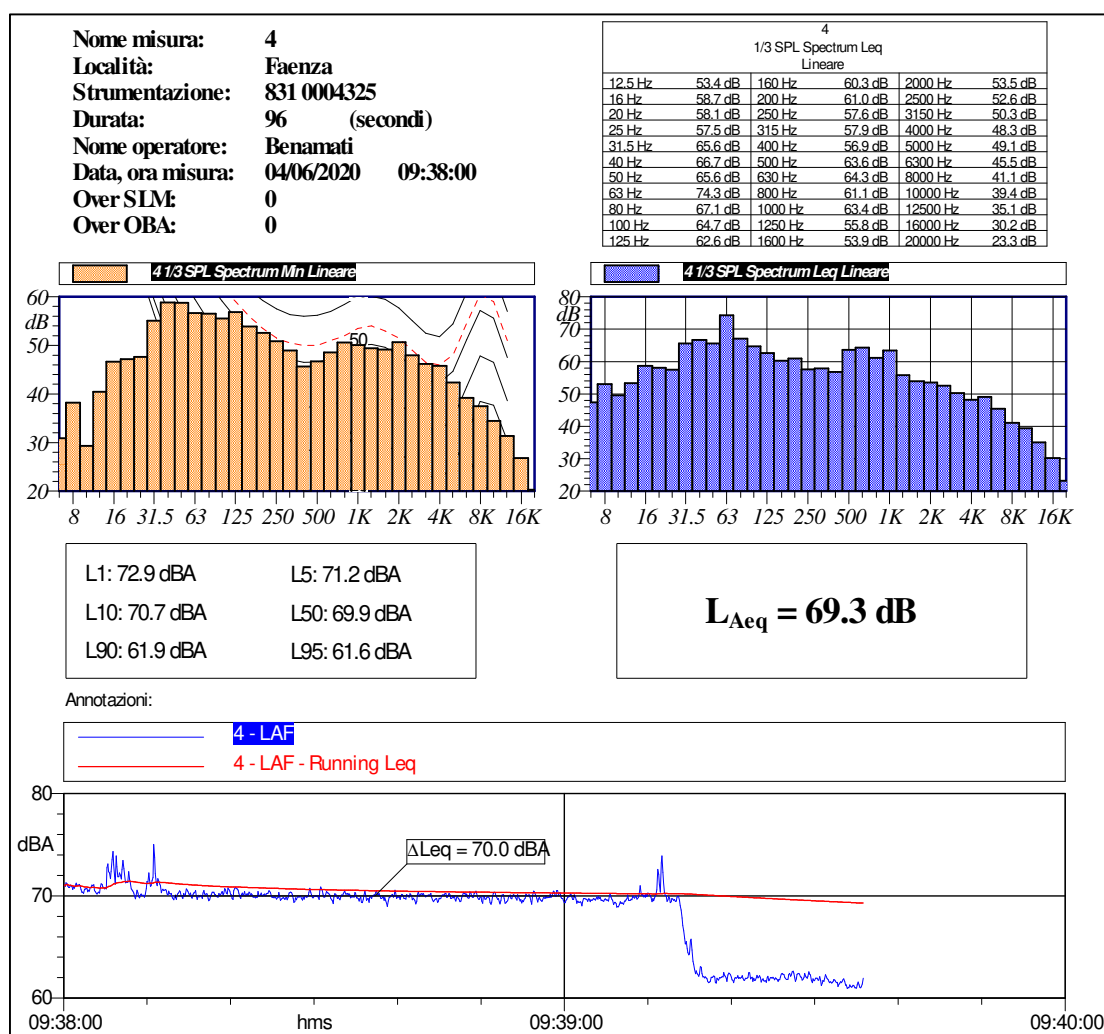 Nome misura: 4
Località: Faenza
Strumentazione: 831 0004325
Durata: 96 (secondi)
Nome operatore: Benamati
Data, ora misura: 04/06/2020 09:38:00
Over SLM: 0
Over OBA: 0
4
1/3 SPL Spectrum Leq
Lineare
12.5 Hz 53.4 dB 160 Hz 60.3 dB 2000 Hz 53.5 dB
16 Hz 58.7 dB 200 Hz 61.0 dB 2500 Hz 52.6 dB
20 Hz 58.1 dB 250 Hz 57.6 dB 3150 Hz 50.3 dB
25 Hz 57.5 dB 315 Hz 57.9 dB 4000 Hz 48.3 dB
31.5 Hz 65.6 dB 400 Hz 56.9 dB 5000 Hz 49.1 dB
40 Hz 66.7 dB 500 Hz 63.6 dB 6300 Hz 45.5 dB
50 Hz 65.6 dB 630 Hz 64.3 dB 8000 Hz 41.1 dB
63 Hz 74.3 dB 800 Hz 61.1 dB 10000 Hz 39.4 dB
80 Hz 67.1 dB 1000 Hz 63.4 dB 12500 Hz 35.1 dB
100 Hz 64.7 dB 1250 Hz 55.8 dB 16000 Hz 30.2 dB
125 Hz 62.6 dB 1600 Hz 53.9 dB 20000 Hz 23.3 dB
4 1/3 SPL Spectrum Min Lineare
60
dB
50
50
40
30
20
8 16 31.5 63 125 250 500 1K 2K 4K 8K 16K
4 1/3 SPL Spectrum Leq Lineare
80
dB
70
60
50
40
30
20
8 16 31.5 63 125 250 500 1K 2K 4K 8K 16K
L1: 72.9 dBA L5: 71.2 dBA
L10: 70.7 dBA L50: 69.9 dBA
L90: 61.9 dBA L95: 61.6 dBA
LAeq = 69.3 dB
Annotazioni:
4 - LAF
4 - LAF - Running Leq
80
dBA
ΔLeq = 70.0 dBA
70
60
09:38:00 hms 09:39:00 09:40:00